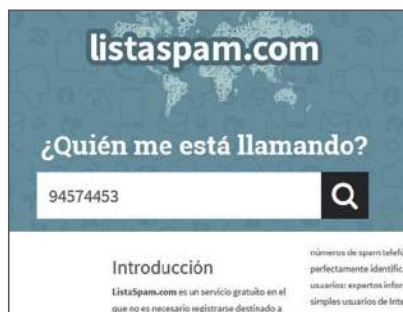 listaspam.com
¿Quién me está llamando?
94574453
Introducción
ListaSpam.com es un servicio gratuito en el
que no es necesario registrarse destinado a
números de spam telefó
perfectamente identific
usuarios: expertos infor
simples usuarios de Inte